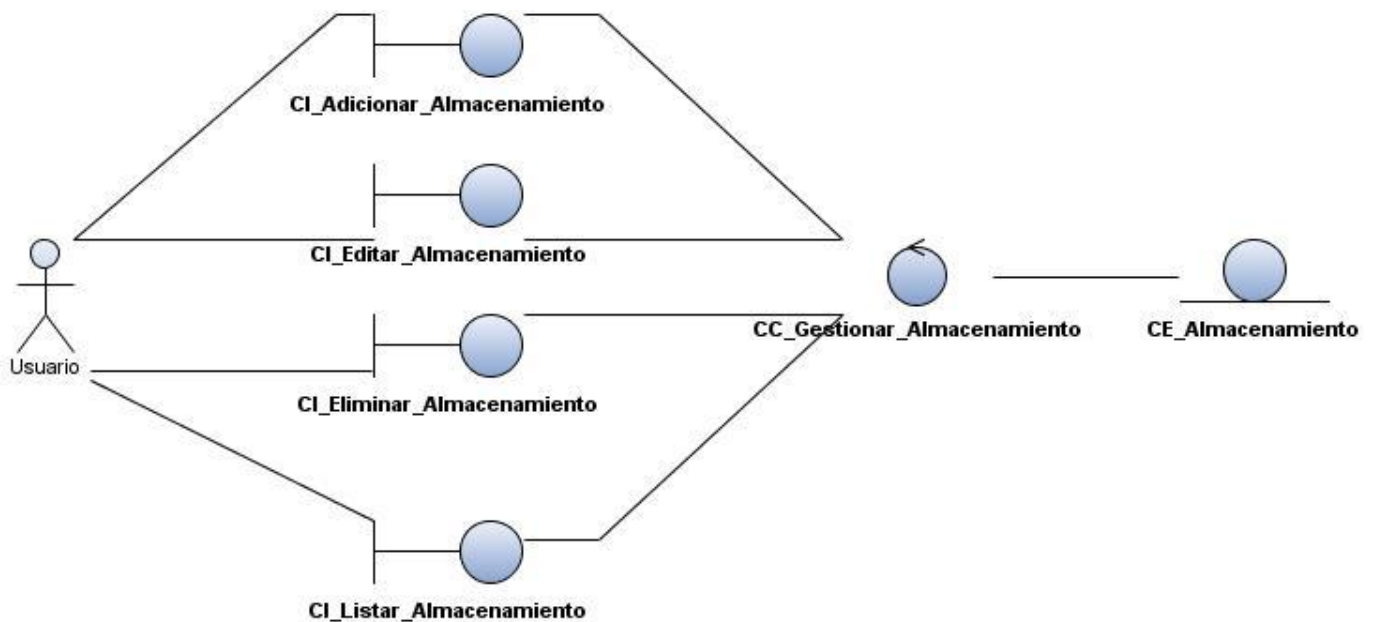 CI_Adicionar_Almacenamiento
CI_Editar_Almacenamiento
CC_Gestionar_Almacenamiento
CE_Almacenamiento
Usuario
CI_Eliminar_Almacenamiento
CI_Listar_Almacenamiento